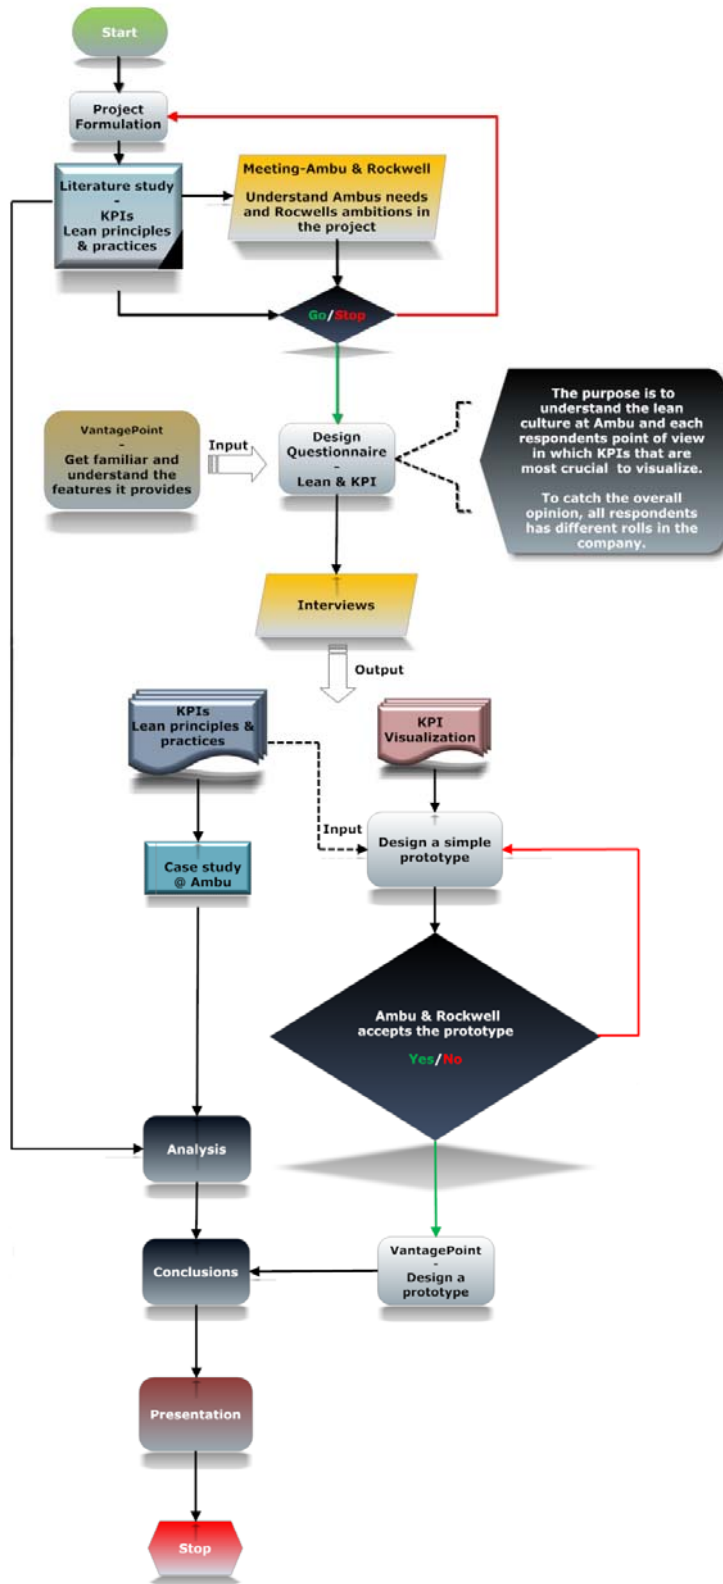 Start
Project
Formulation
Literature study
-
KPIs
Lean principles
& practices
Meeting-Ambu & Rockwell
Understand Ambus needs
and Rocwells ambitions in
the project
Go/Stop
VantagePoint
-
Get familiar and
understand the
features it provides
Input
Design
Questionnaire
-
Lean & KPI
The purpose is to
understand the lean
culture at Ambu and each
respondents point of view
in which KPIs that are
most crucial to visualize.
To catch the overall
opinion, all respondents
has different rolls in the
company.
Interviews
Output
KPIs
Lean principles &
practices
KPI
Visualization
Input
Design a simple
prototype
Case study
@ Ambu
Ambu & Rockwell
accepts the prototype
Yes/No
Analysis
VantagePoint
-
Design a
prototype
Conclusions
Presentation
Stop